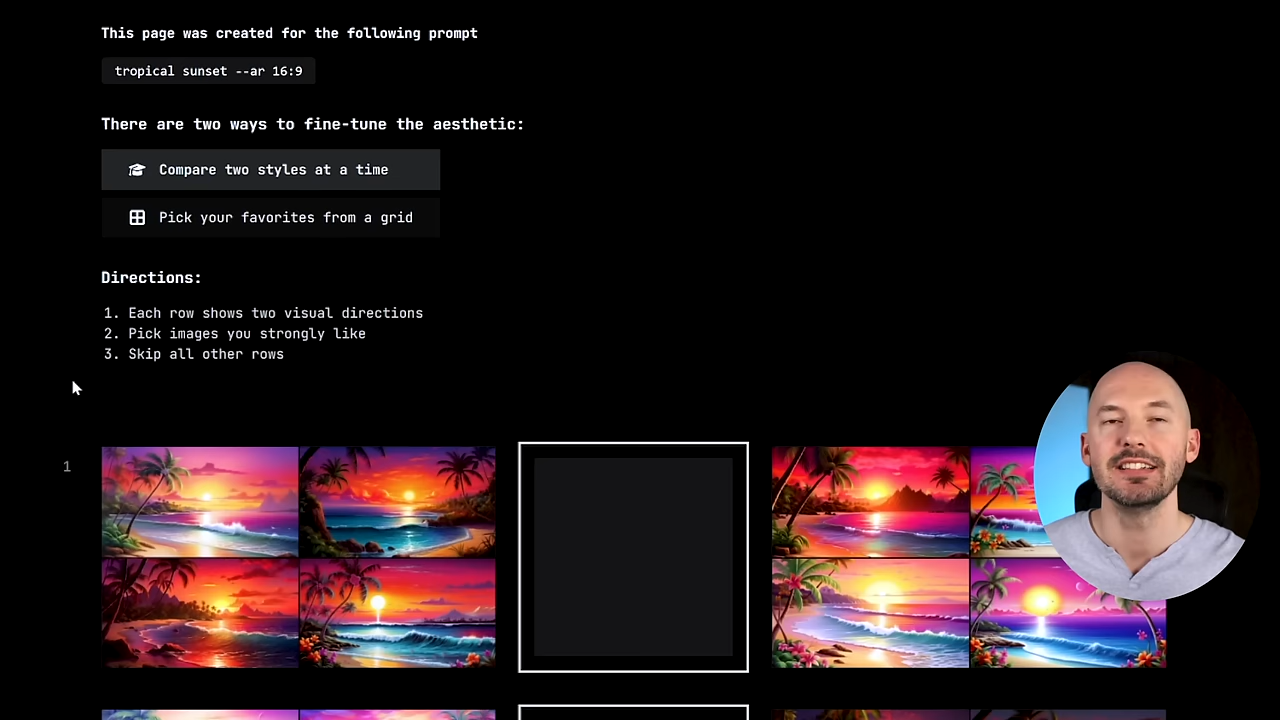 This page was created for the following prompt
tropical sunset --ar 16:9
There are two ways to fine-tune the aesthetic:
Compare two styles at a time
Pick your favorites from a grid
Directions:
1. Each row shows two visual directions
2. Pick images you strongly like
3. Skip all other rows
1